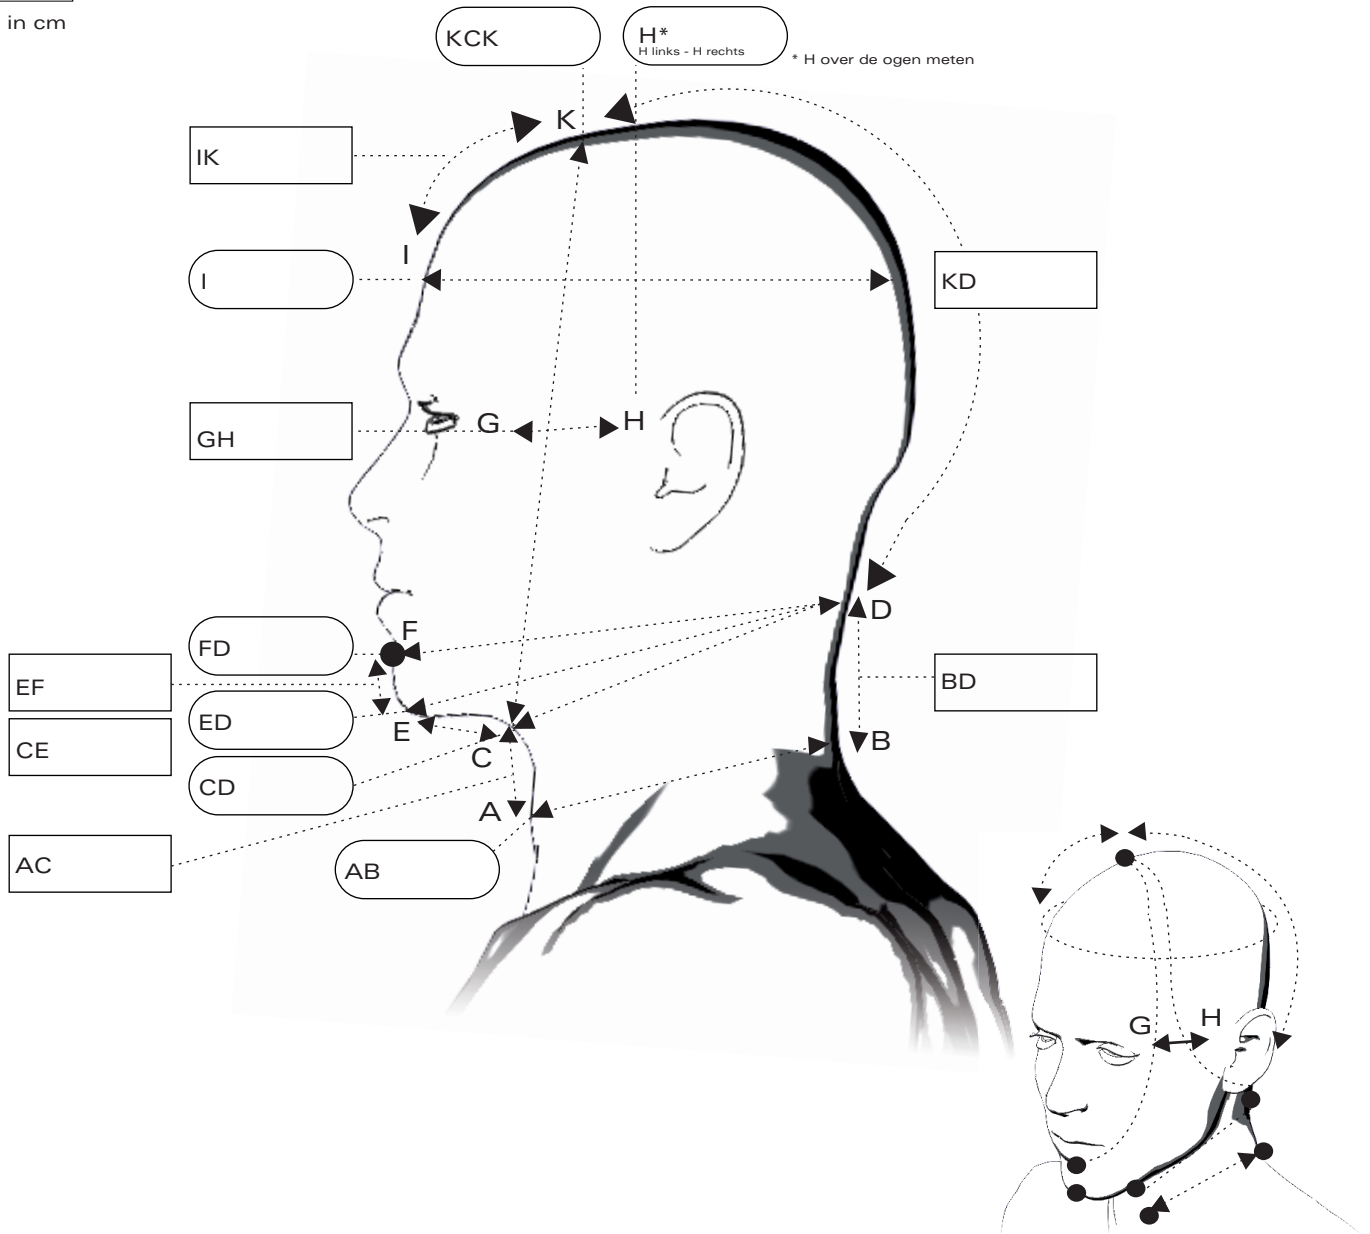 in cm
KCK
H*
H links - H rechts
* H over de ogen meten
K
IK
I
I
KD
G
H
GH
D
F
FD
EF
BD
ED
E
B
CE
C
CD
A
AC
AB
G
H